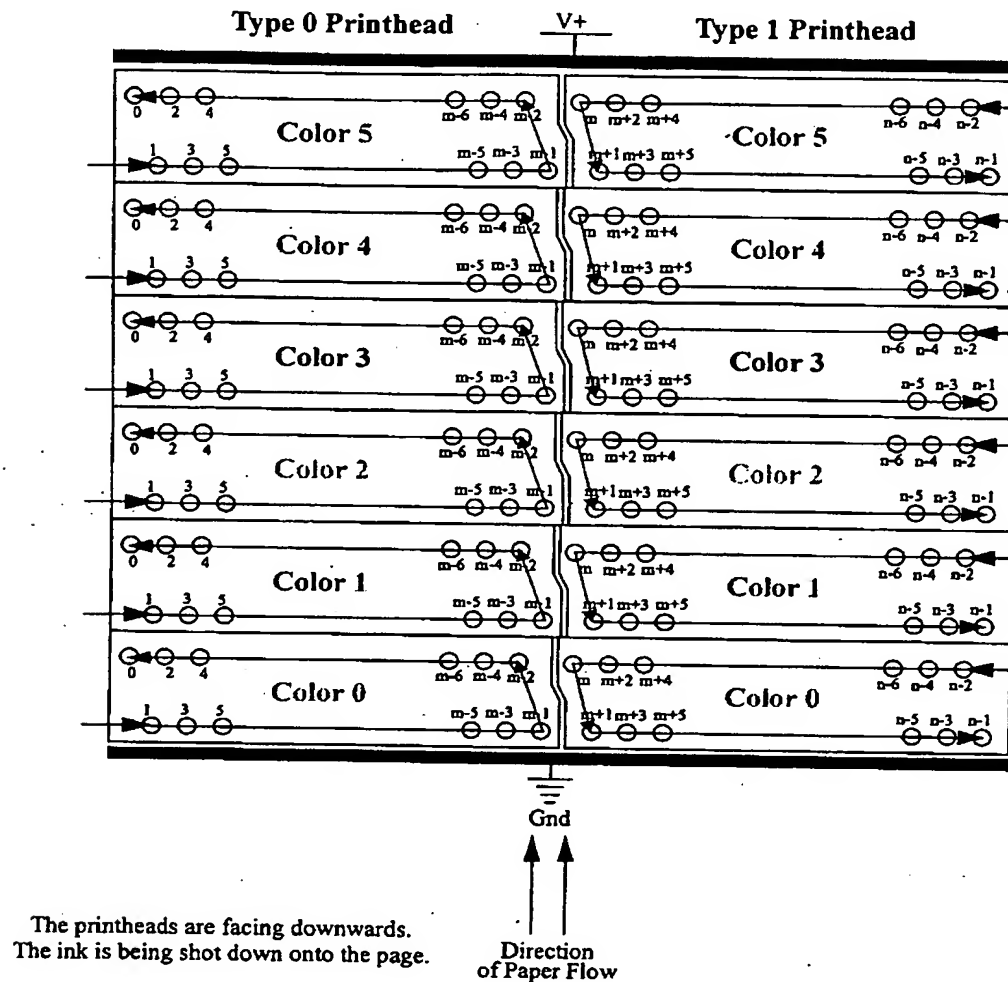 Type 0 Printhead V+ Type 1 Printhead
0 2 4 m-6 m-4 m-2 m m+2 m+4 n-6 n-4 n-2
Color 5 Color 5
1 3 5 m-5 m-3 m-1 m+1 m+3 m+5 n-5 n-3 n-1
0 2 4 m-6 m-4 m-2 m m+2 m+4 n-6 n-4 n-2
Color 4 Color 4
1 3 5 m-5 m-3 m-1 m+1 m+3 m+5 n-5 n-3 n-1
0 2 4 m-6 m-4 m-2 m m+2 m+4 n-6 n-4 n-2
Color 3 Color 3
1 3 5 m-5 m-3 m-1 m+1 m+3 m+5 n-5 n-3 n-1
0 2 4 m-6 m-4 m-2 m m+2 m+4 n-6 n-4 n-2
Color 2 Color 2
1 3 5 m-5 m-3 m-1 m+1 m+3 m+5 n-5 n-3 n-1
0 2 4 m-6 m-4 m-2 m m+2 m+4 n-6 n-4 n-2
Color 1 Color 1
1 3 5 m-5 m-3 m-1 m+1 m+3 m+5 n-5 n-3 n-1
0 2 4 m-6 m-4 m-2 m m+2 m+4 n-6 n-4 n-2
Color 0 Color 0
1 3 5 m-5 m-3 m-1 m+1 m+3 m+5 n-5 n-3 n-1
Gnd
The printheads are facing downwards.
The ink is being shot down onto the page.
Direction
of Paper Flow